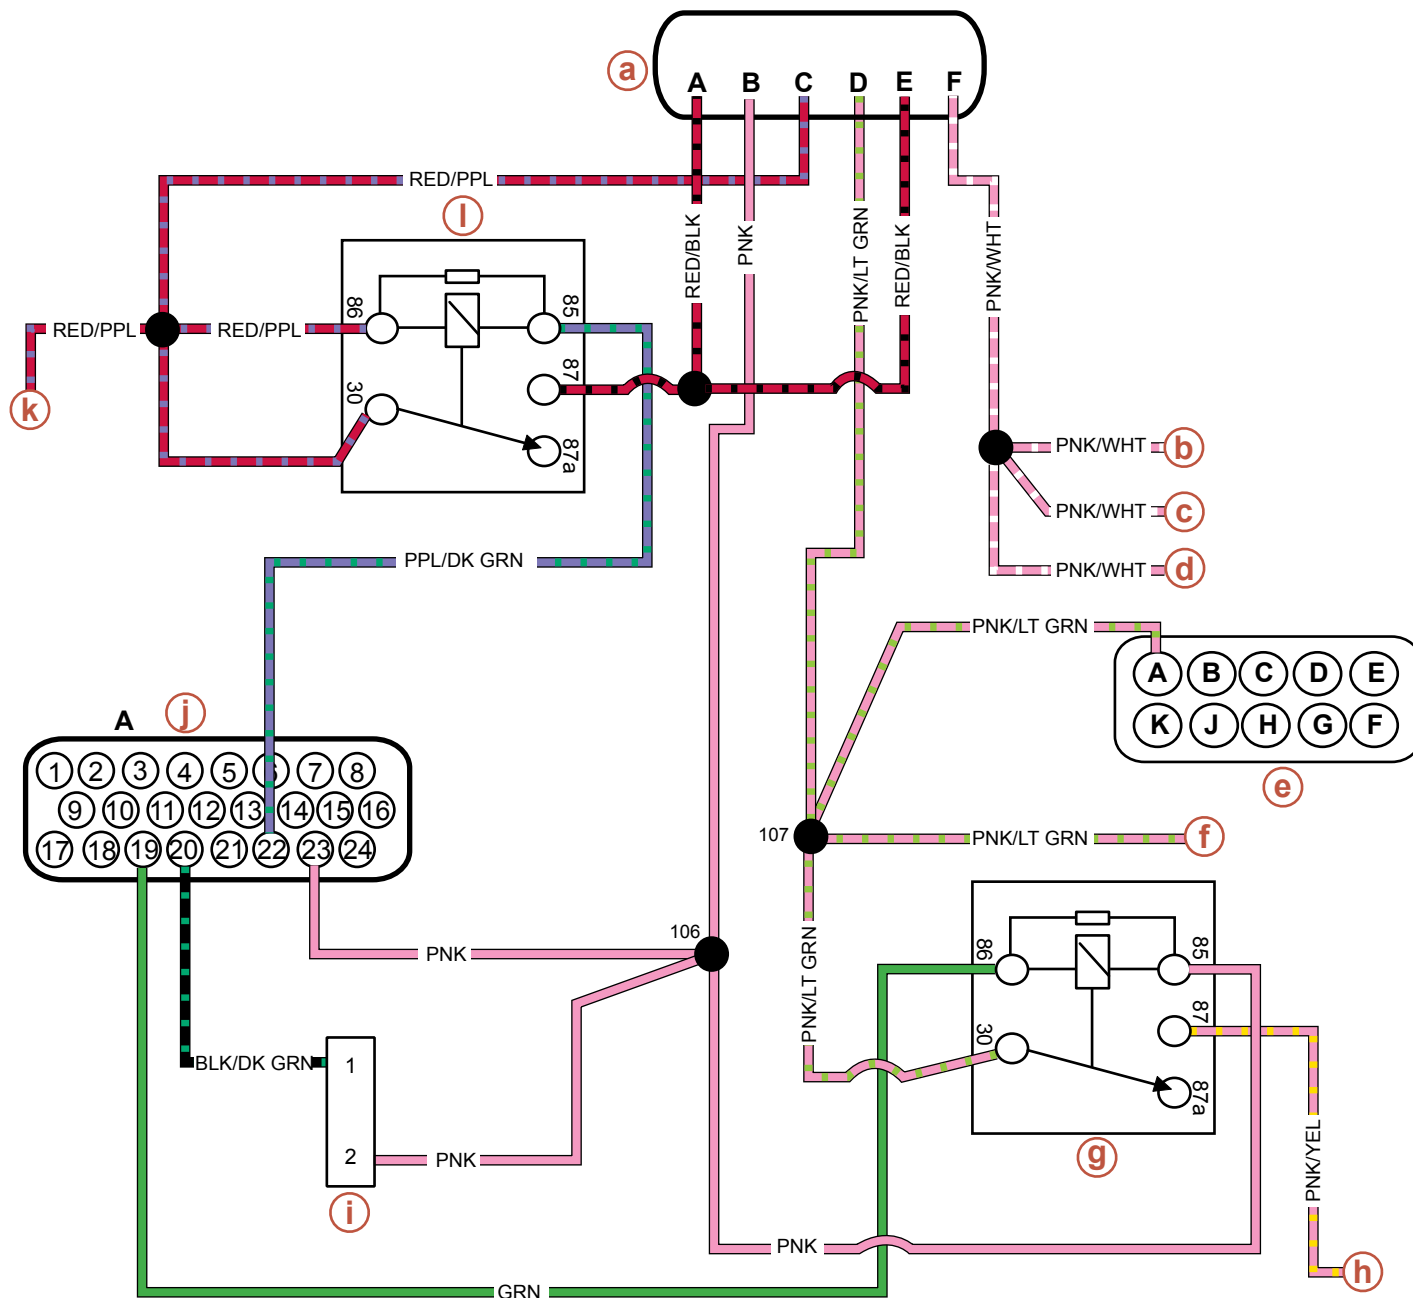 a
A B C D E F
RED/PPL
l
RED/BLK
PNK
PNK/LT GRN
RED/BLK
PNK/WHT
86
85
RED/PPL
RED/PPL
87
30
87a
k
PNK/WHT
b
PNK/WHT
c
PPL/DK GRN
PNK/WHT
d
PNK/LT GRN
A B C D E
K J H G F
e
A
j
1 2 3 4 5 6 7 8
9 10 11 12 13 14 15 16
17 18 19 20 21 22 23 24
107
PNK/LT GRN
f
106
PNK
PNK/LT GRN
86
85
87
30
87a
BLK/DK GRN
1
2
PNK
i
g
PNK/YEL
PNK
h
GRN